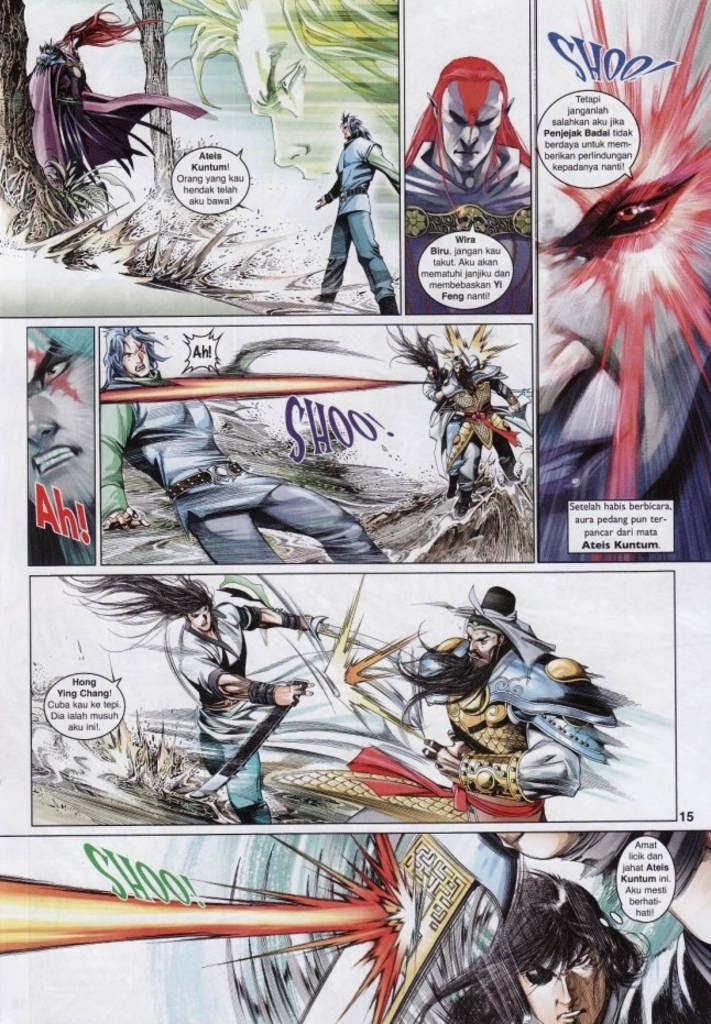 Ateis
Kuntum!
Orang yang kau
hendak telah
aku bawa!
Wira
Biru, jangan kau
takut. Aku akan
mematuhi janjiku dan
membebaskan Yi
Feng nanti!
SHOO!
Tetapi
janganlah
salahkan aku jika
Penjejak Badai tidak
berdaya untuk mem-
berikan perlindungan
kepadanya nanti!
Setelah habis berbicara,
aura pedang pun ter-
pancar dari mata
Ateis Kuntum.
Ah!
Ah!
SHOO!
Hong
Ying Chang!
Cuba kau ke tepi.
Dia ialah musuh
aku ini!.
15
SHOO!
Amat
licik dan
jahat Ateis
Kuntum ini.
Aku mesti
berhati-
hati!